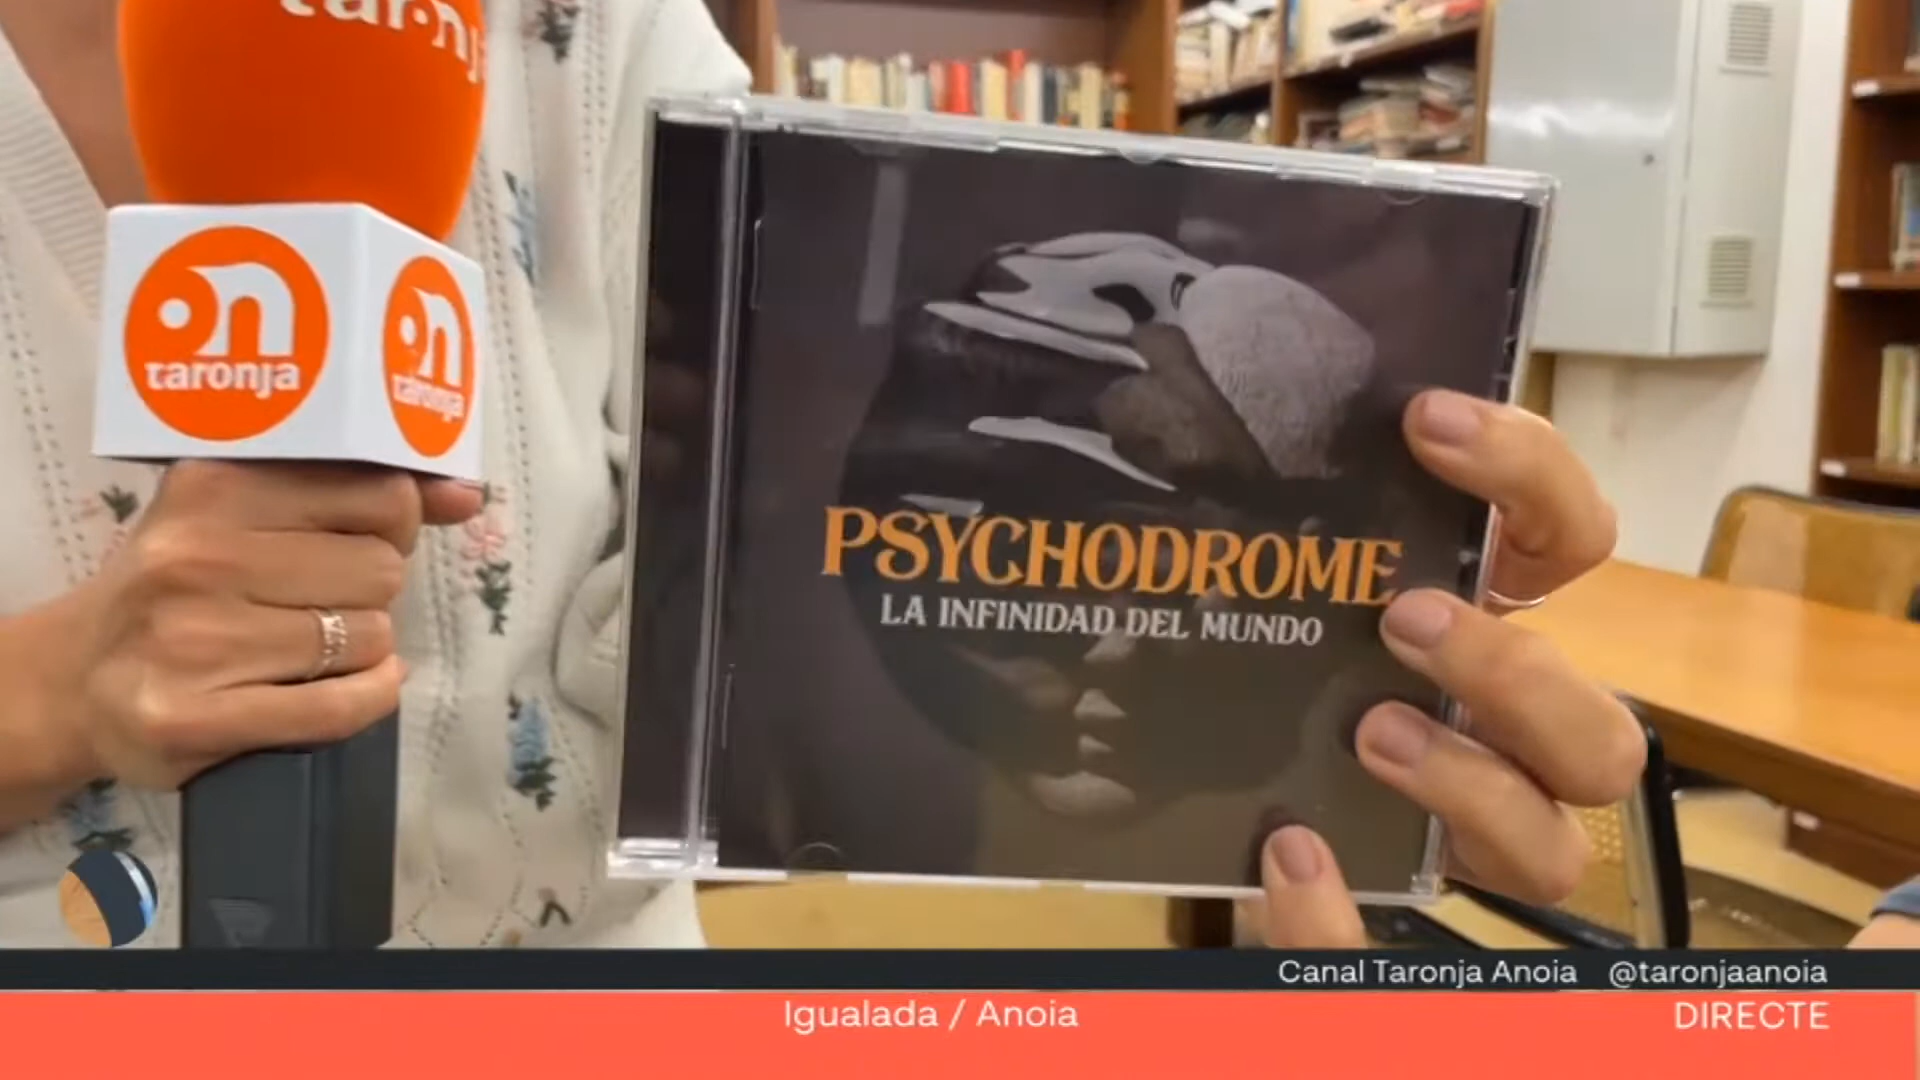 taronja
on
taronja
on
taronja
PSYCHODROME
LA INFINIDAD DEL MUNDO
Canal Taronja Anoia @taronjaanoia
Igualada / Anoia
DIRECTE